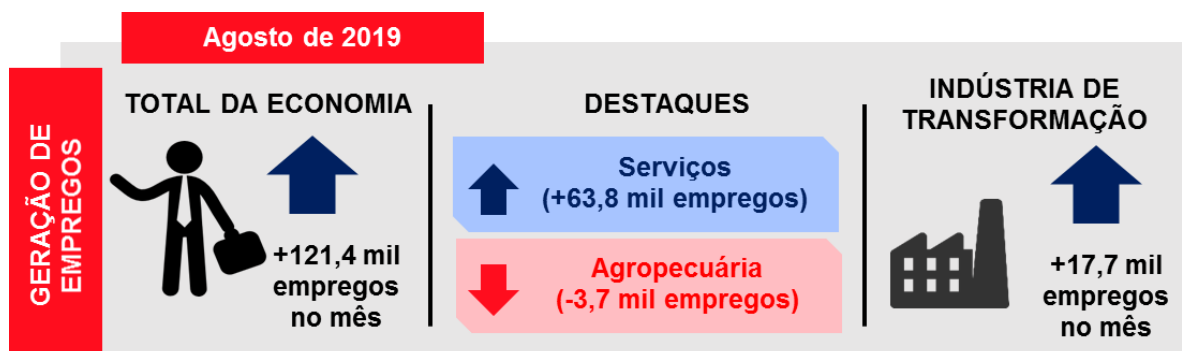 Agosto de 2019
GERAÇÃO DE
EMPREGOS
TOTAL DA ECONOMIA
+121,4 mil
empregos
no mês
DESTAQUES
Serviços
(+63,8 mil empregos)
Agropecuária
(-3,7 mil empregos)
INDÚSTRIA DE
TRANSFORMAÇÃO
+17,7 mil
empregos
no mês